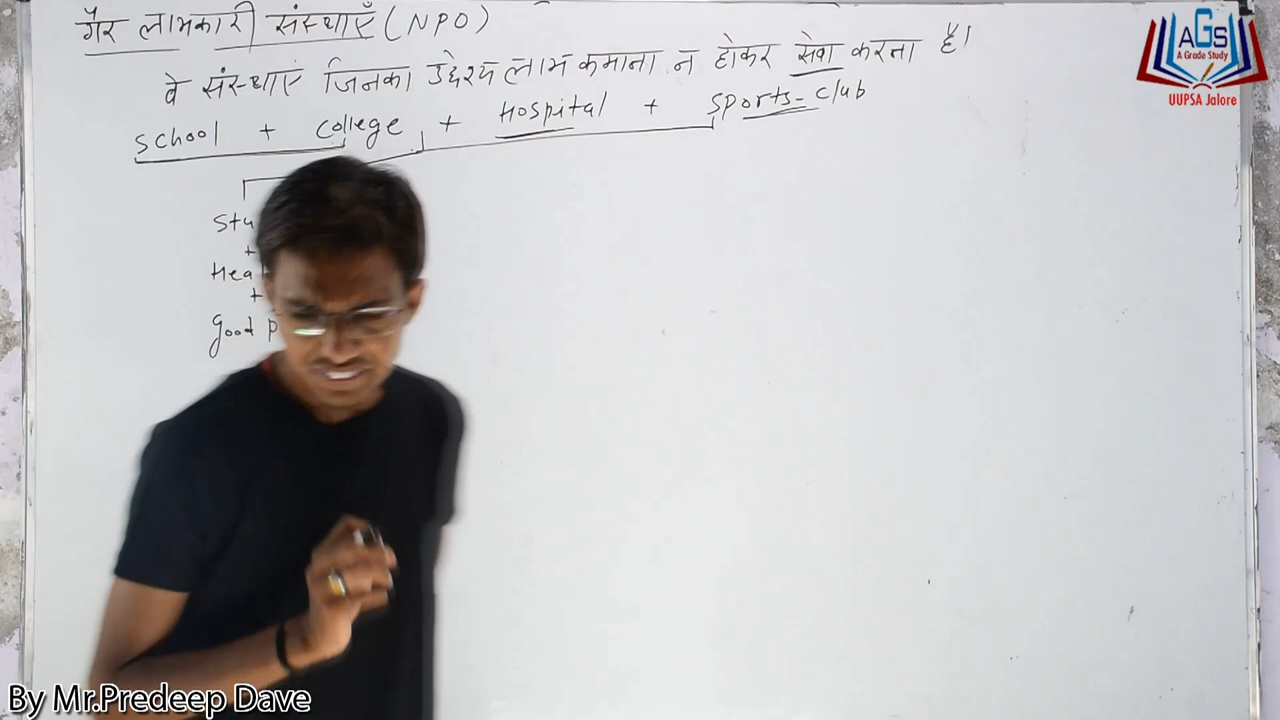 गैर लाभकारी संस्थाएँ (NPO)
वे संस्थाएं जिनका उद्देश्य लाभ कमाना न होकर सेवा करना है।
School + College + Hospital + Sports-Club
Stu
+
Hea
+
Good P
AGS
A Grade Study
UUPSA Jalore
By Mr.Predeep Dave